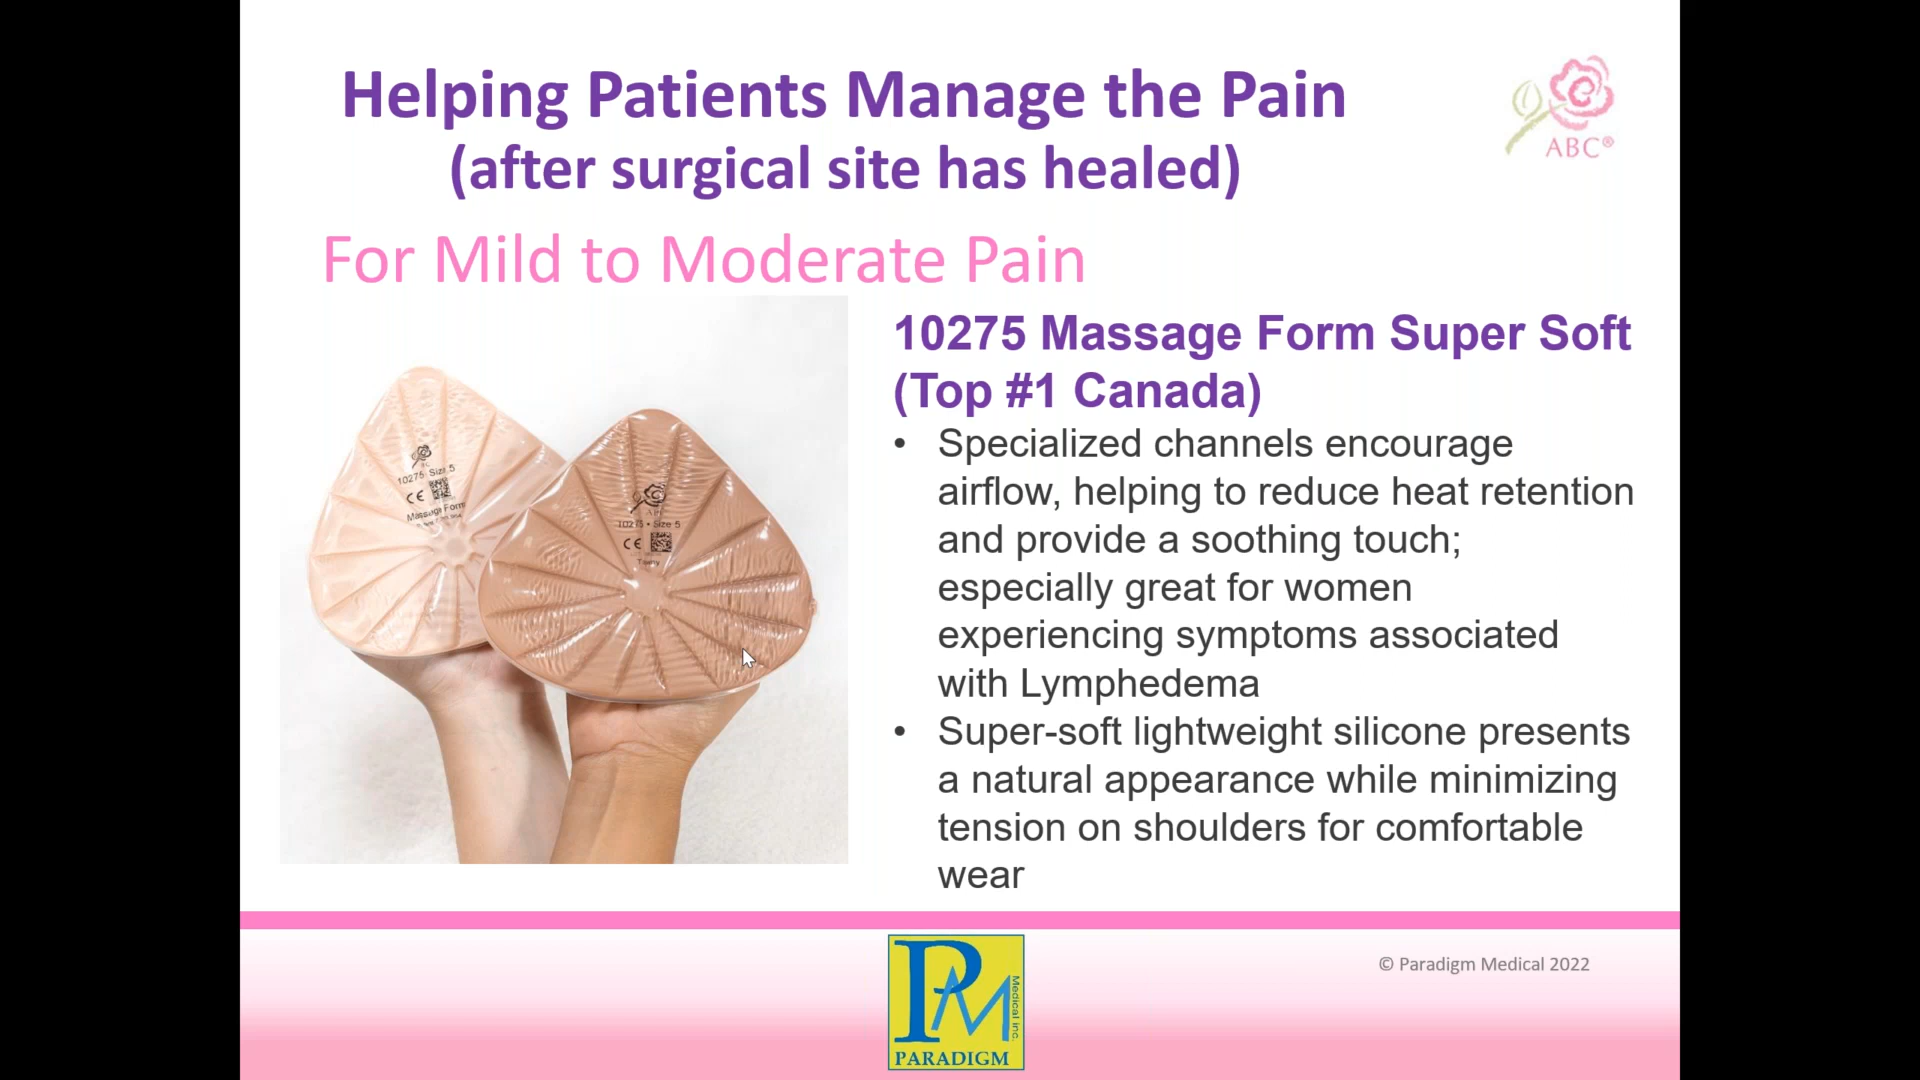 Helping Patients Manage the Pain
(after surgical site has healed)
ABC®
For Mild to Moderate Pain
10275 Massage Form Super Soft
(Top #1 Canada)
• Specialized channels encourage
airflow, helping to reduce heat retention
and provide a soothing touch;
especially great for women
experiencing symptoms associated
with Lymphedema
• Super-soft lightweight silicone presents
a natural appearance while minimizing
tension on shoulders for comfortable
wear
10275 Size 5
CE
Massage Form
10275 • Size 5
CE
Tawny
© Paradigm Medical 2022
PM
Medical inc.
PARADIGM